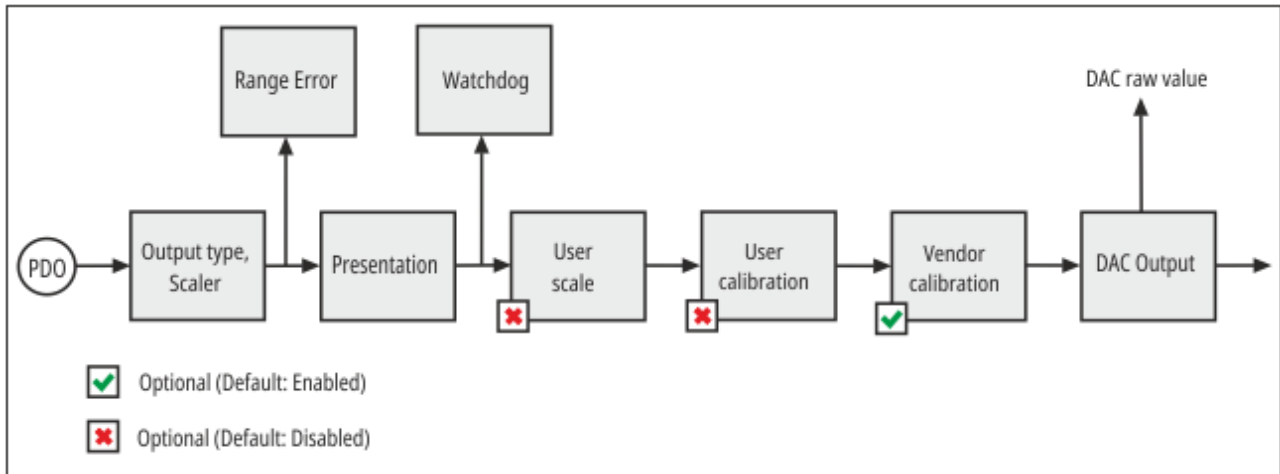 Range Error
Watchdog
DAC raw value
PDO
Output type,
Scaler
Presentation
User
scale
User
calibration
Vendor
calibration
DAC Output
Optional (Default: Enabled)
Optional (Default: Disabled)